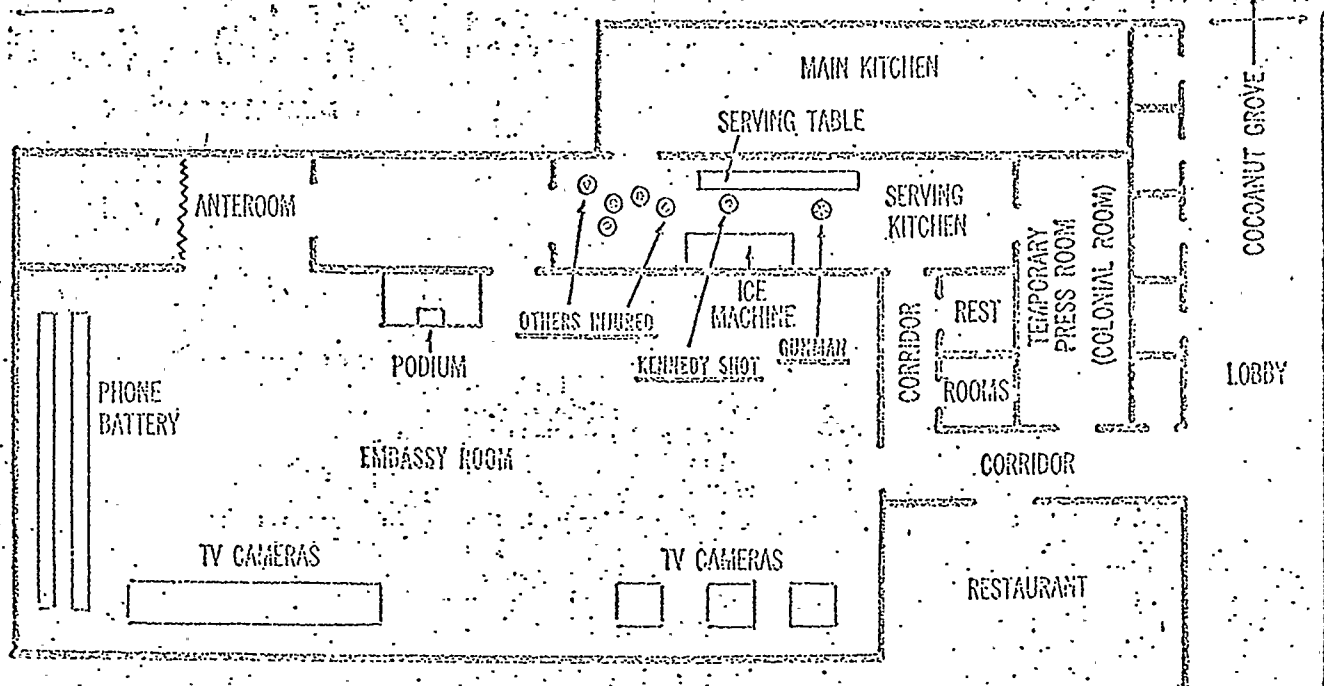 MAIN KITCHEN
SERVING TABLE
COCOANUT GROVE
ANTEROOM
SERVING
KITCHEN
TEMPORARY
PRESS ROOM
(COLONIAL ROOM)
OTHERS INJURED
ICE
MACHINE
KENNEDY SHOT
GUNMAN
CORRIDOR
REST
ROOMS
PODIUM
PHONE
BATTERY
LOBBY
EMBASSY ROOM
CORRIDOR
TV CAMERAS
TV CAMERAS
RESTAURANT